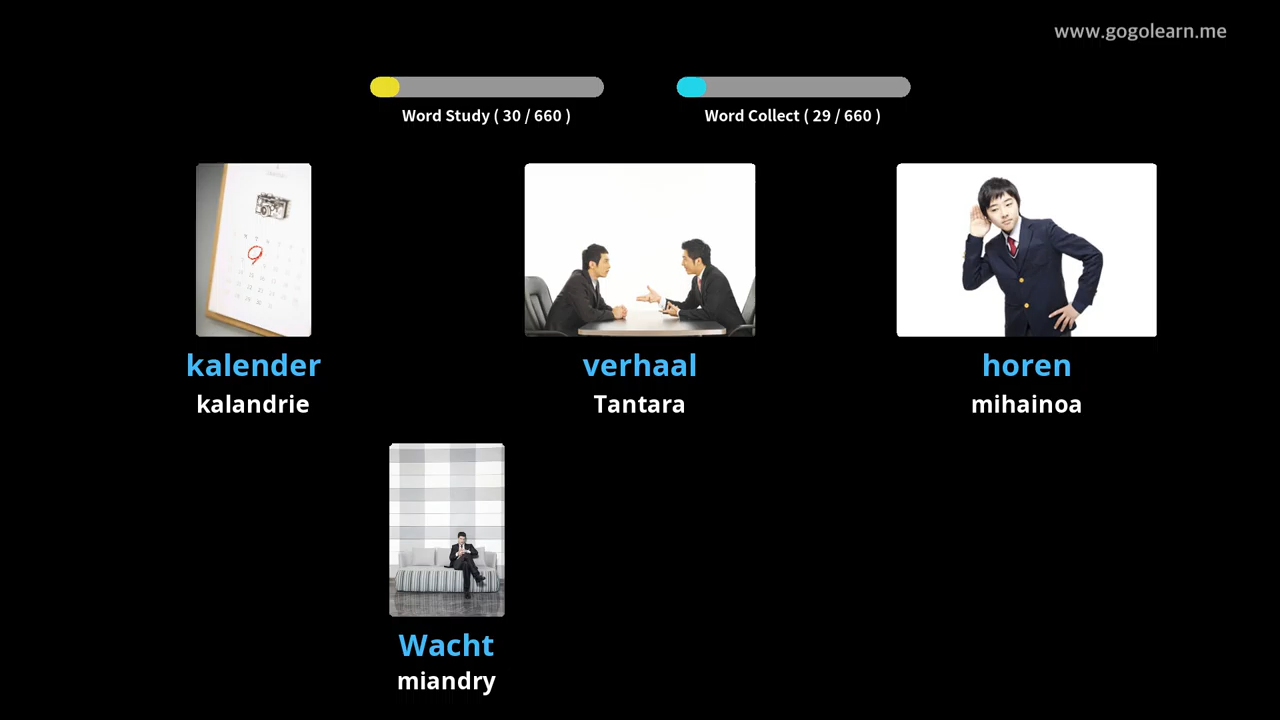 www.gogolearn.me
Word Study ( 30 / 660 )
Word Collect ( 29 / 660 )
kalender
kalandrie
verhaal
Tantara
horen
mihainoa
Wacht
miandry